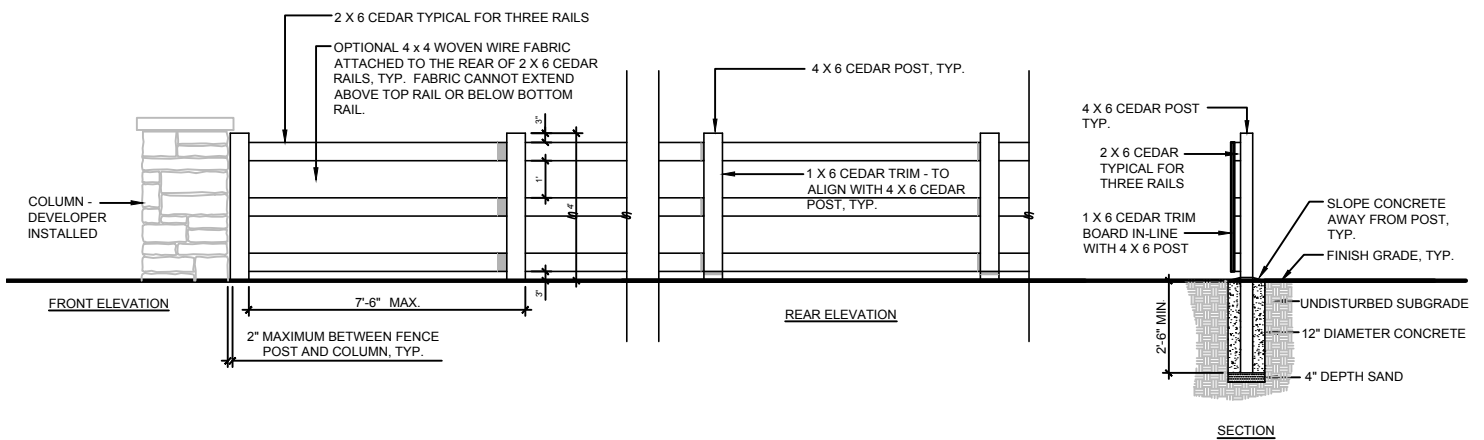 2 X 6 CEDAR TYPICAL FOR THREE RAILS
OPTIONAL 4 x 4 WOVEN WIRE FABRIC
ATTACHED TO THE REAR OF 2 X 6 CEDAR
RAILS, TYP. FABRIC CANNOT EXTEND
ABOVE TOP RAIL OR BELOW BOTTOM
RAIL.
COLUMN -
DEVELOPER
INSTALLED
3"
1'
4'
3"
7'-6" MAX.
FRONT ELEVATION
2" MAXIMUM BETWEEN FENCE
POST AND COLUMN, TYP.
4 X 6 CEDAR POST, TYP.
1 X 6 CEDAR TRIM - TO
ALIGN WITH 4 X 6 CEDAR
POST, TYP.
REAR ELEVATION
4 X 6 CEDAR POST
TYP.
2 X 6 CEDAR
TYPICAL FOR
THREE RAILS
1 X 6 CEDAR TRIM
BOARD IN-LINE
WITH 4 X 6 POST
SLOPE CONCRETE
AWAY FROM POST,
TYP.
FINISH GRADE, TYP.
UNDISTURBED SUBGRADE
12" DIAMETER CONCRETE
4" DEPTH SAND
2'-6" MIN
SECTION